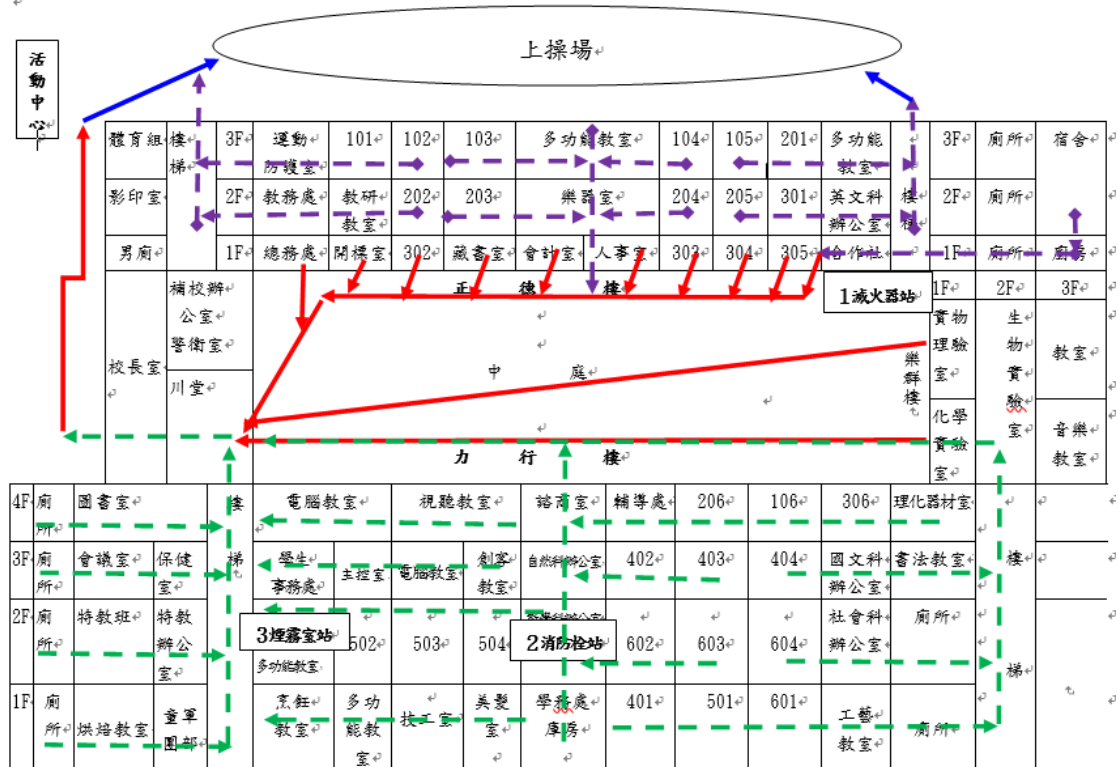 上操場
活動中心
體育組 樓梯 3F 運動防護室 101 102 103 多功能教室 104 105 201 多功能教室 3F 廁所 宿舍
影印室 2F 教務處 教研教室 202 203 樂器室 204 205 301 英文科辦公室 樓梯 2F 廁所
男廁 1F 總務處 開標室 302 藏書室 會計室 人事室 303 304 305 合作社 1F 廁所 廚房
補校辦公室 正德樓 1滅火器站 1F 2F 3F
警衛室
校長室 川堂 中庭 樂群樓 實物理驗室 生物實驗室 教室
化學實驗室 音樂教室
力行樓
4F 廁所 圖書室 樓梯 電腦教室 視聽教室 諮商室 輔導處 206 106 306 理化器材室 樓梯
3F 廁所 會議室 保健室 學生事務處 主控室 電腦教室 創客教室 自然科辦公室 402 403 404 國文科辦公室 書法教室
2F 廁所 特教班 特教辦公室 3煙霧室站 多功能教室 502 503 504 2消防栓站 602 603 604 社會科辦公室 廁所
1F 廁所 烘焙教室 童軍團部 烹飪教室 多功能教室 技工室 美髮室 學務處庫房 401 501 601 工藝教室 廁所